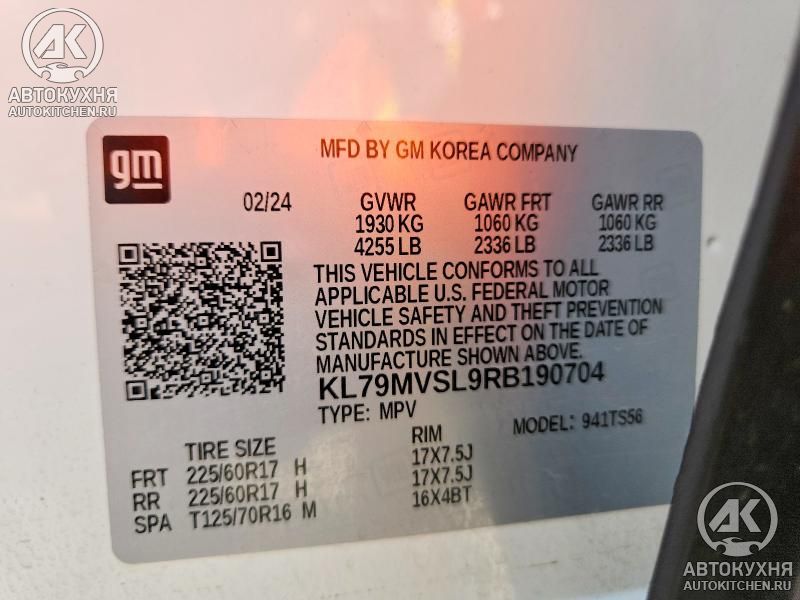 AK
АВТОКУХНЯ
AUTOKITCHEN.RU
gm
MFD BY GM KOREA COMPANY
02/24 GVWR GAWR FRT GAWR RR
1930 KG 1060 KG 1060 KG
4255 LB 2336 LB 2336 LB
THIS VEHICLE CONFORMS TO ALL
APPLICABLE U.S. FEDERAL MOTOR
VEHICLE SAFETY AND THEFT PREVENTION
STANDARDS IN EFFECT ON THE DATE OF
MANUFACTURE SHOWN ABOVE.
KL79MVSL9RB190704
TYPE: MPV MODEL: 941TS56
TIRE SIZE RIM
FRT 225/60R17 H 17X7.5J
RR 225/60R17 H 17X7.5J
SPA T125/70R16 M 16X4BT
AK
АВТОКУХНЯ
AUTOKITCHEN.RU